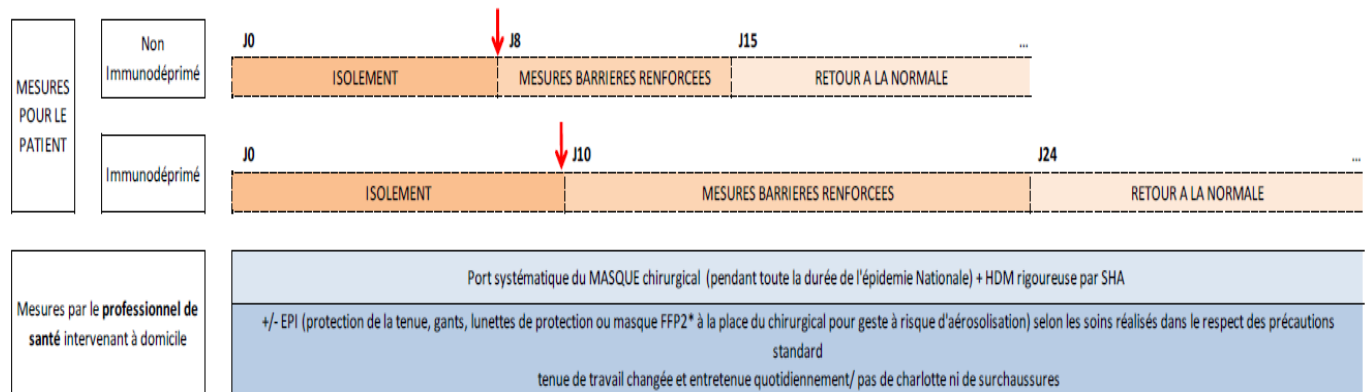 MESURES
POUR LE
PATIENT
Non
Immunodéprimé
J0 J8 J15 ...
ISOLEMENT MESURES BARRIERES RENFORCEES RETOUR A LA NORMALE
Immunodéprimé
J0 J10 J24 ...
ISOLEMENT MESURES BARRIERES RENFORCEES RETOUR A LA NORMALE
Mesures par le professionnel de
santé intervenant à domicile
Port systématique du MASQUE chirurgical (pendant toute la durée de l'épidemie Nationale) + HDM rigoureuse par SHA
+/- EPI (protection de la tenue, gants, lunettes de protection ou masque FFP2* à la place du chirurgical pour geste à risque d'aérosolisation) selon les soins réalisés dans le respect des précautions
standard
tenue de travail changée et entretenue quotidiennement/ pas de charlotte ni de surchaussures